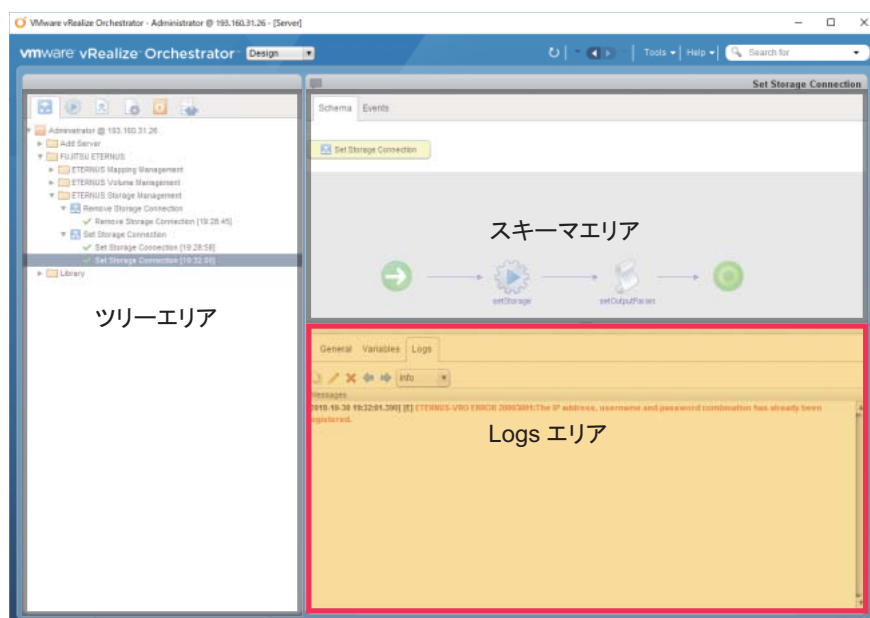 VMware vRealize Orchestrator - Administrator @ 193.160.31.26 - [Server]
vmware vRealize Orchestrator Design
Tools Help Search for
Set Storage Connection
Schema Events
Set Storage Connection
Administrator @ 193.160.31.26
Add Server
FUJITSU ETERNUS
ETERNUS Mapping Management
ETERNUS Volume Management
ETERNUS Storage Management
Remove Storage Connection
Remove Storage Connection [19:28:45]
Set Storage Connection
Set Storage Connection [19:28:58]
Set Storage Connection [19:32:00]
Library
ツリーエリア
スキーマエリア
setStorage setOutputParam
General Variables Logs
info
Messages
2018-10-30 19:32:01.390] [E] ETERNUS-VRO ERROR 20003001:The IP address, username and password combination has already been
registered.
Logs エリア